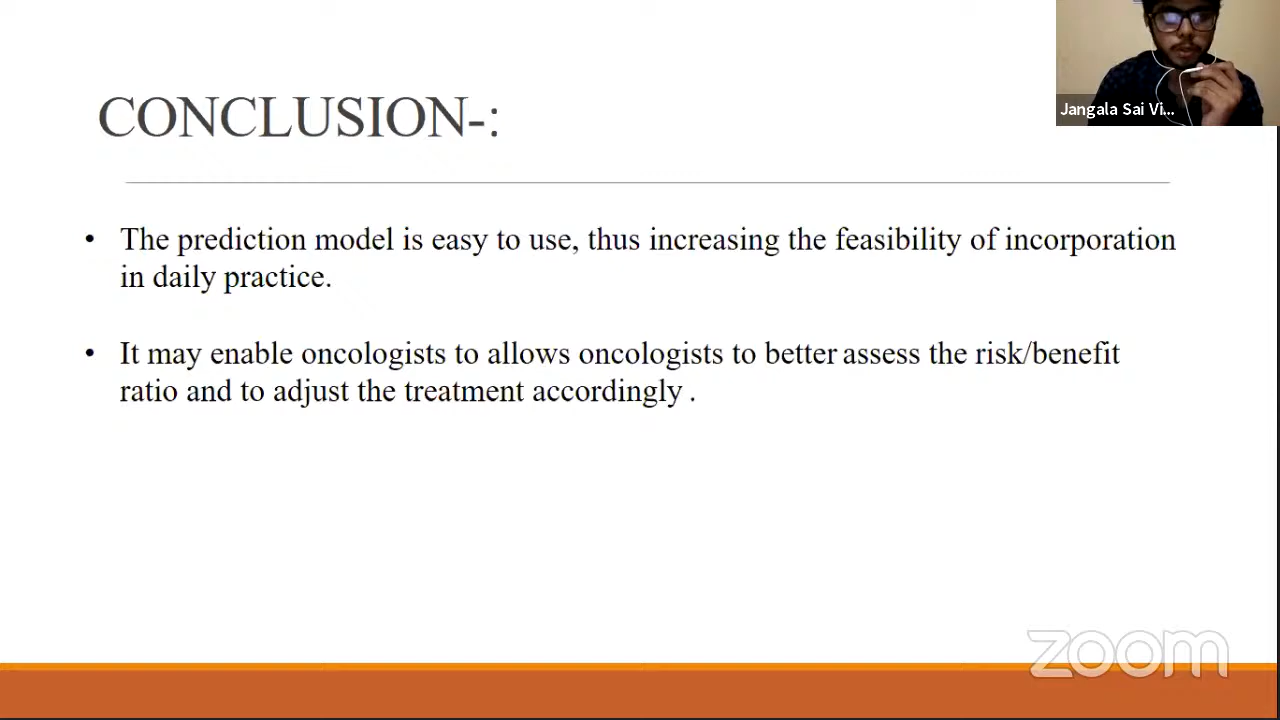 Jangala Sai Vi...
CONCLUSION-:
• The prediction model is easy to use, thus increasing the feasibility of incorporation
in daily practice.
• It may enable oncologists to allows oncologists to better assess the risk/benefit
ratio and to adjust the treatment accordingly .
zoom